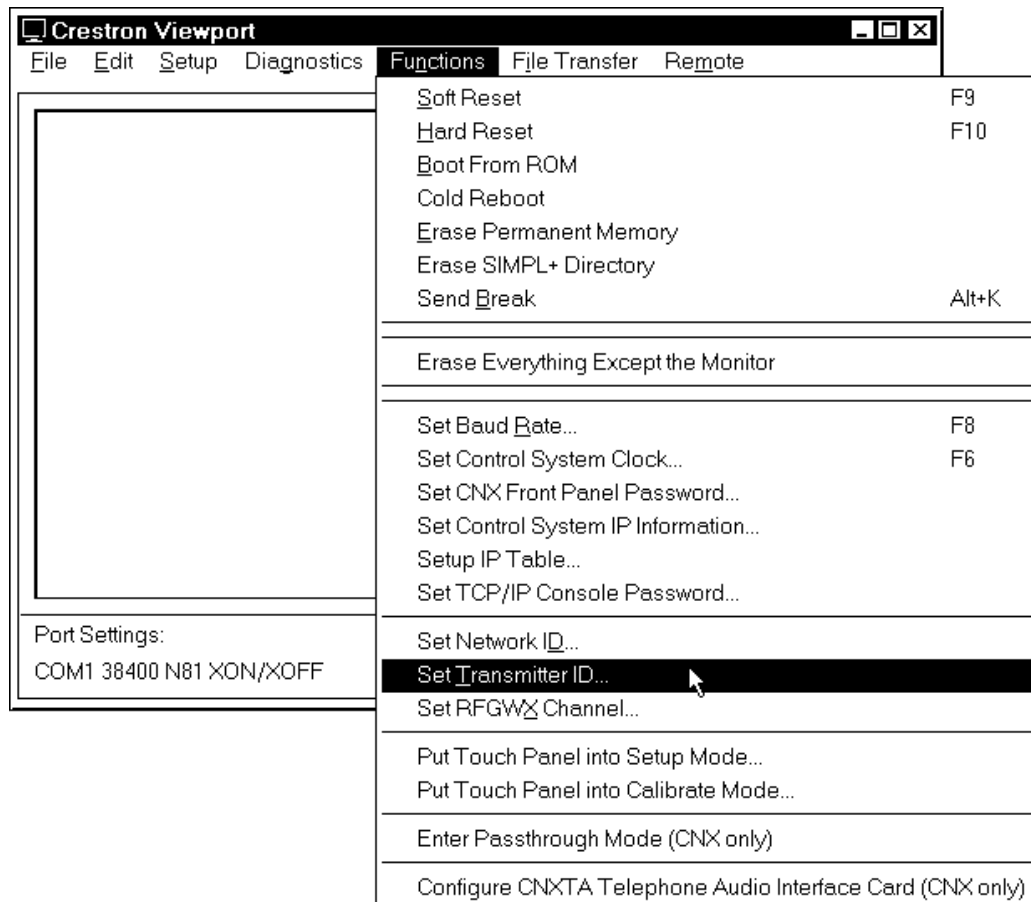 Crestron Viewport
File Edit Setup Diagnostics Functions File Transfer Remote
Soft Reset F9
Hard Reset F10
Boot From ROM
Cold Reboot
Erase Permanent Memory
Erase SIMPL+ Directory
Send Break Alt+K
Erase Everything Except the Monitor
Set Baud Rate... F8
Set Control System Clock... F6
Set CNX Front Panel Password...
Set Control System IP Information...
Setup IP Table...
Set TCP/IP Console Password...
Port Settings:
COM1 38400 N81 XON/XOFF
Set Network ID...
Set Transmitter ID...
Set RFGWX Channel...
Put Touch Panel into Setup Mode...
Put Touch Panel into Calibrate Mode...
Enter Passthrough Mode (CNX only)
Configure CNXTA Telephone Audio Interface Card (CNX only)